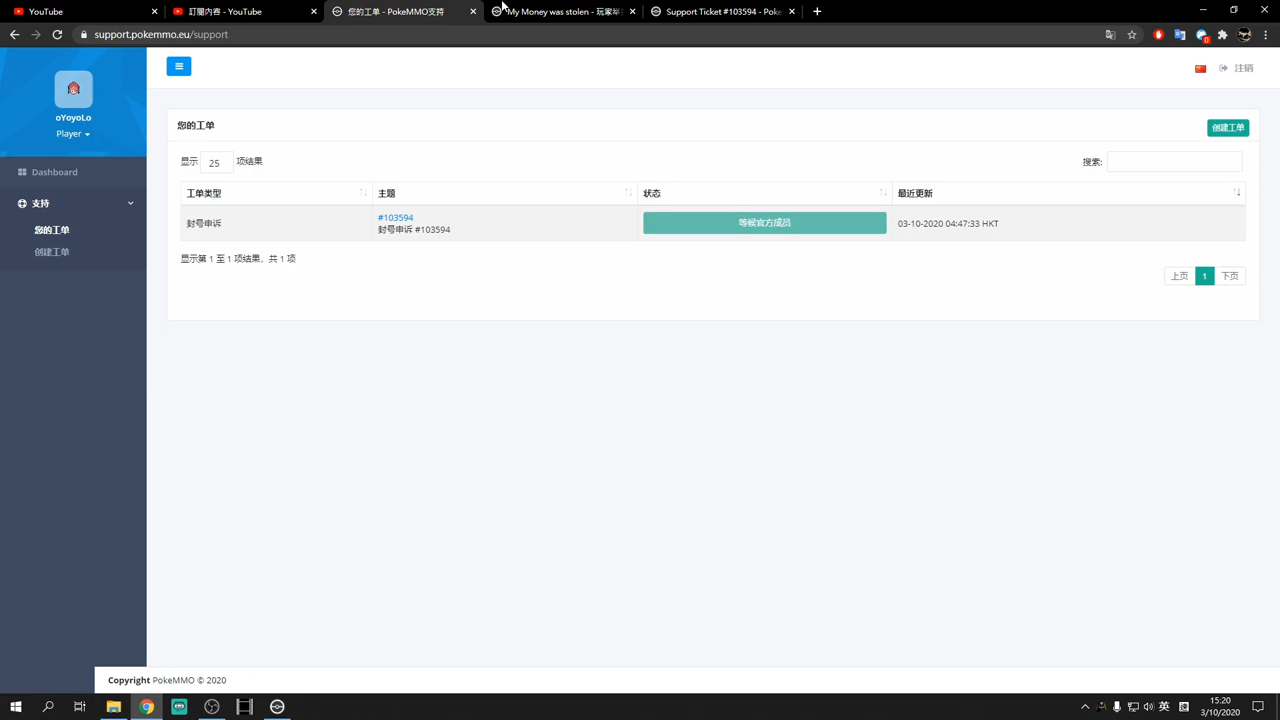 YouTube
訂閱內容 - YouTube
您的工单 - PokeMMO支持
My Money was stolen - 玩家举
Support Ticket #103594 - Poke
support.pokemmo.eu/support
注销
oYoyoLo
Player
Dashboard
支持
您的工单
创建工单
您的工单
创建工单
显示 25 项结果
搜索:
工单类型
主题
状态
最近更新
封号申诉
#103594
封号申诉 #103594
等候官方成员
03-10-2020 04:47:33 HKT
显示第 1 至 1 项结果，共 1 项
上页 1 下页
Copyright PokeMMO © 2020
英
15:20
3/10/2020